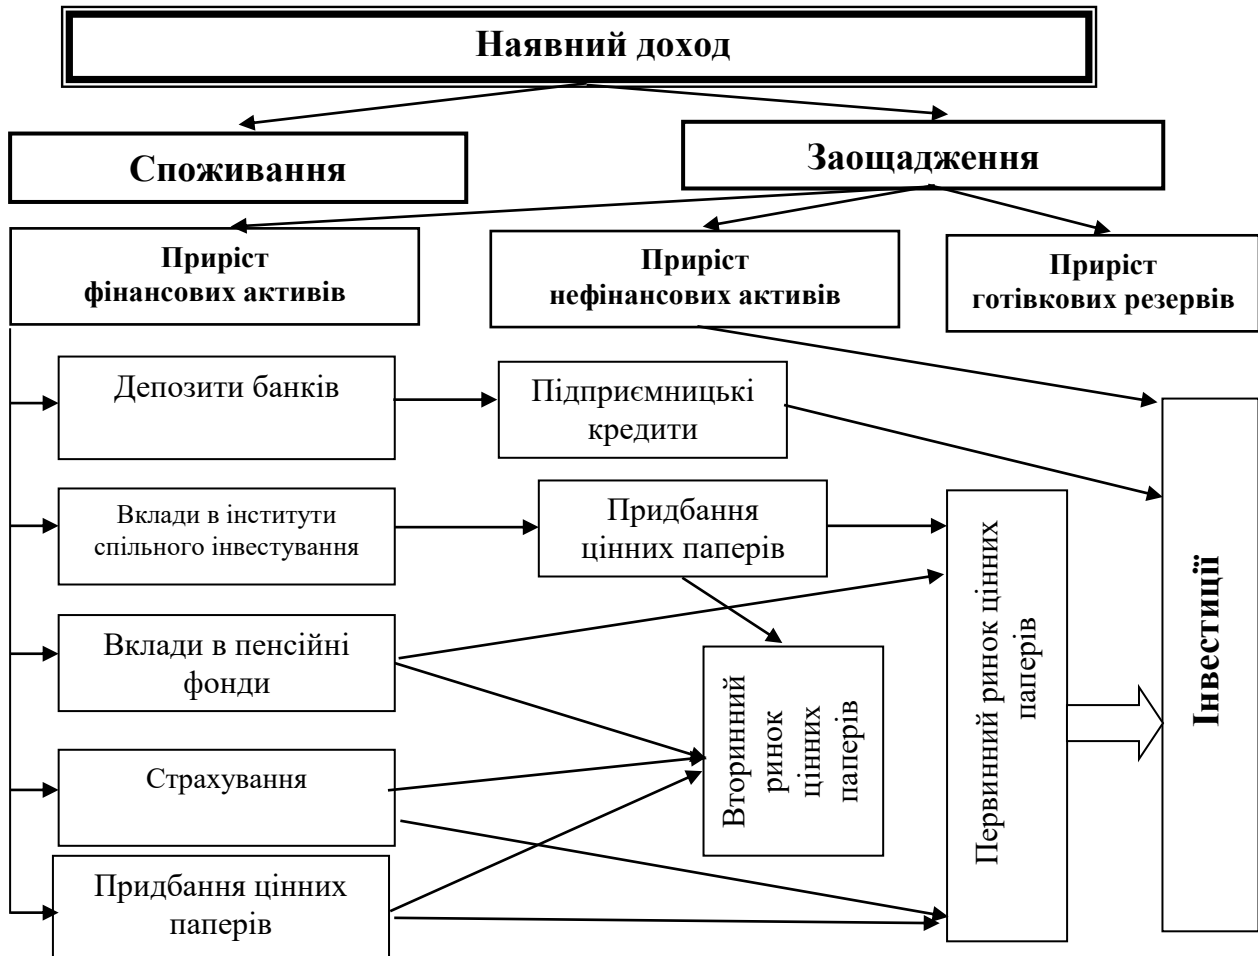 Наявний доход
Споживання
Заощадження
Приріст
фінансових активів
Приріст
нефінансових активів
Приріст
готівкових резервів
Депозити банків
Підприємницькі
кредити
Вклади в інститути
спільного інвестування
Придбання
цінних паперів
Вклади в пенсійні
фонди
Страхування
Придбання цінних
паперів
Вторинний
ринок
цінних
паперів
Первинний ринок цінних
паперів
Інвестиції